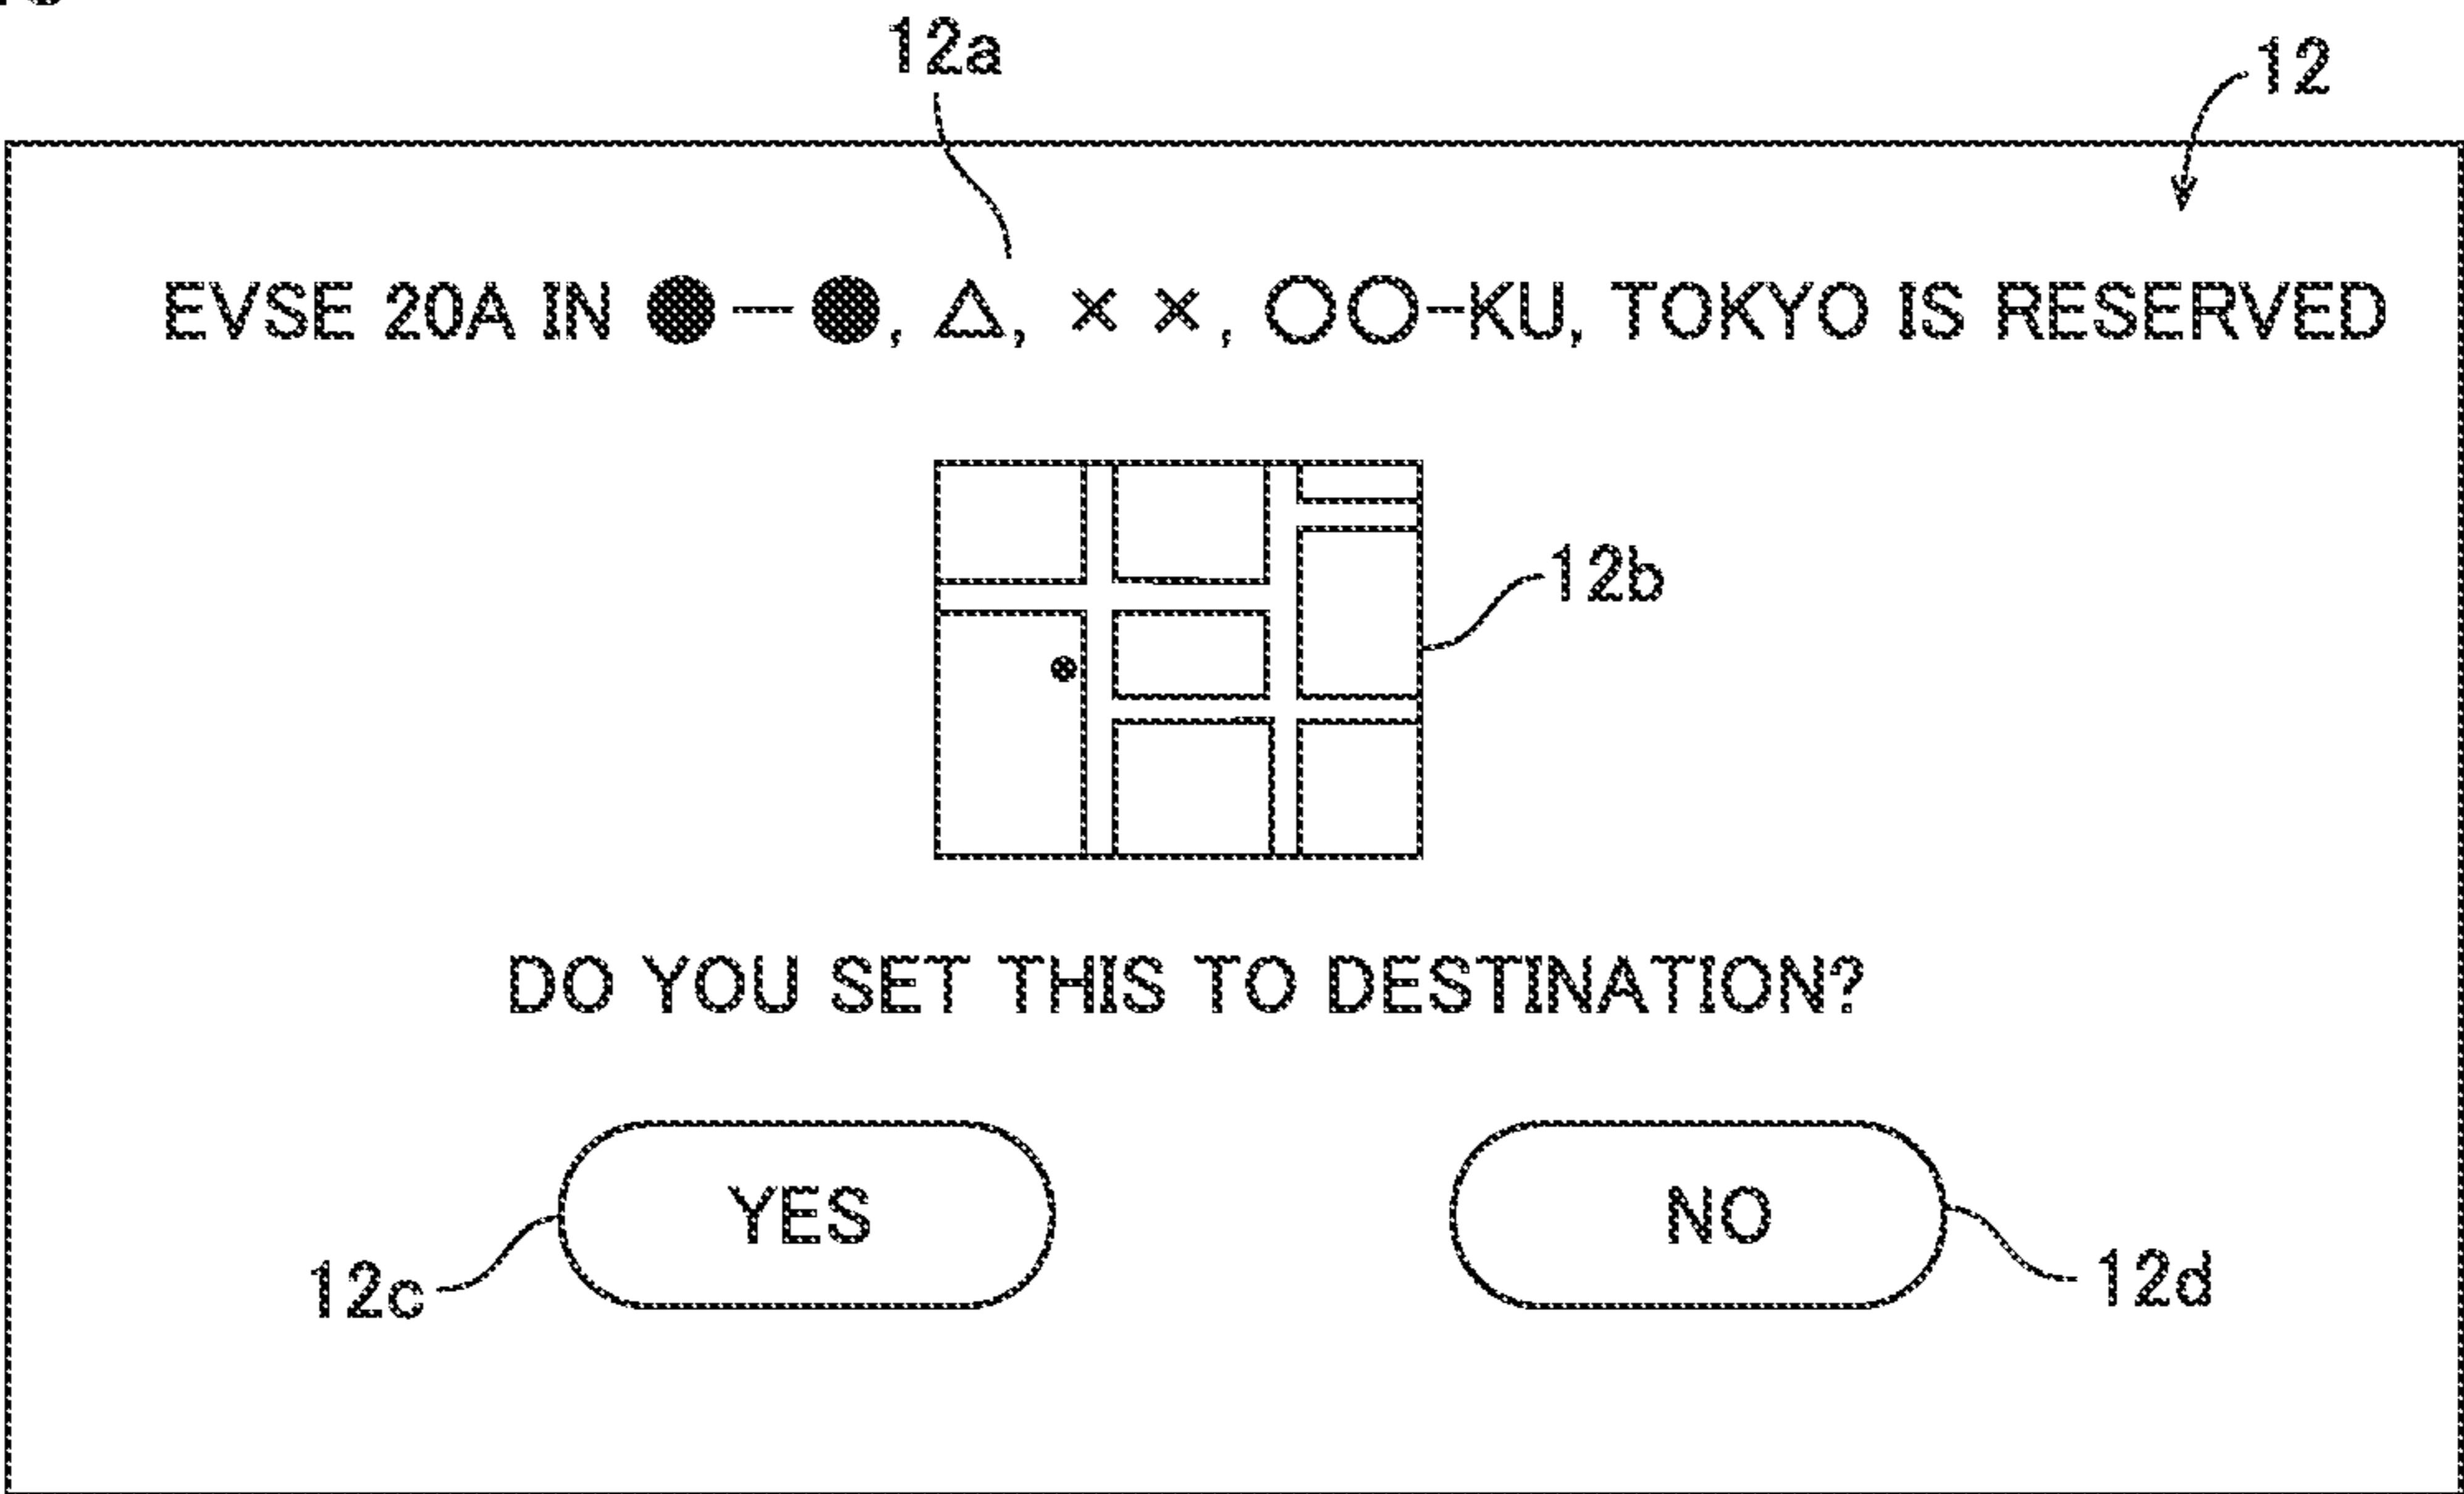 12a
12
EVSE 20A IN ●—●, △, ××, ○○-KU, TOKYO IS RESERVED
12b
DO YOU SET THIS TO DESTINATION?
YES
NO
12c
12d